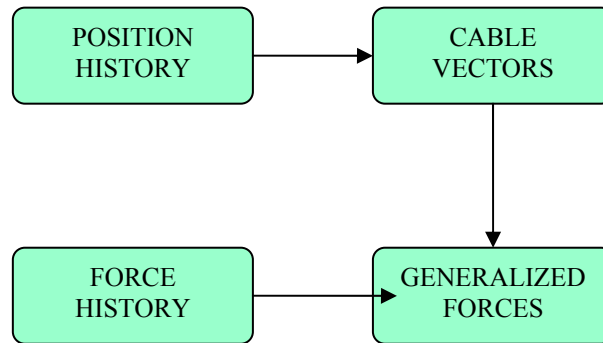 POSITION
HISTORY
CABLE
VECTORS
FORCE
HISTORY
GENERALIZED
FORCES